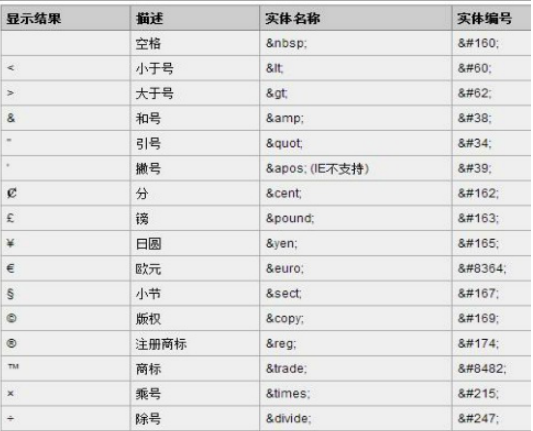 显示结果 描述 实体名称 实体编号
空格 &nbsp; &#160;
< 小于号 &lt; &#60;
> 大于号 &gt; &#62;
& 和号 &amp; &#38;
" 引号 &quot; &#34;
' 撇号 &apos; (IE不支持) &#39;
¢ 分 &cent; &#162;
£ 镑 &pound; &#163;
¥ 日圆 &yen; &#165;
€ 欧元 &euro; &#8364;
§ 小节 &sect; &#167;
© 版权 &copy; &#169;
® 注册商标 &reg; &#174;
™ 商标 &trade; &#8482;
× 乘号 &times; &#215;
÷ 除号 &divide; &#247;